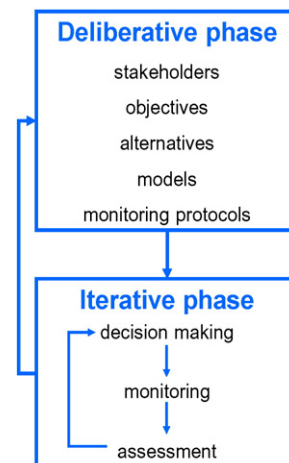 Deliberative phase
stakeholders
objectives
alternatives
models
monitoring protocols
Iterative phase
decision making
monitoring
assessment